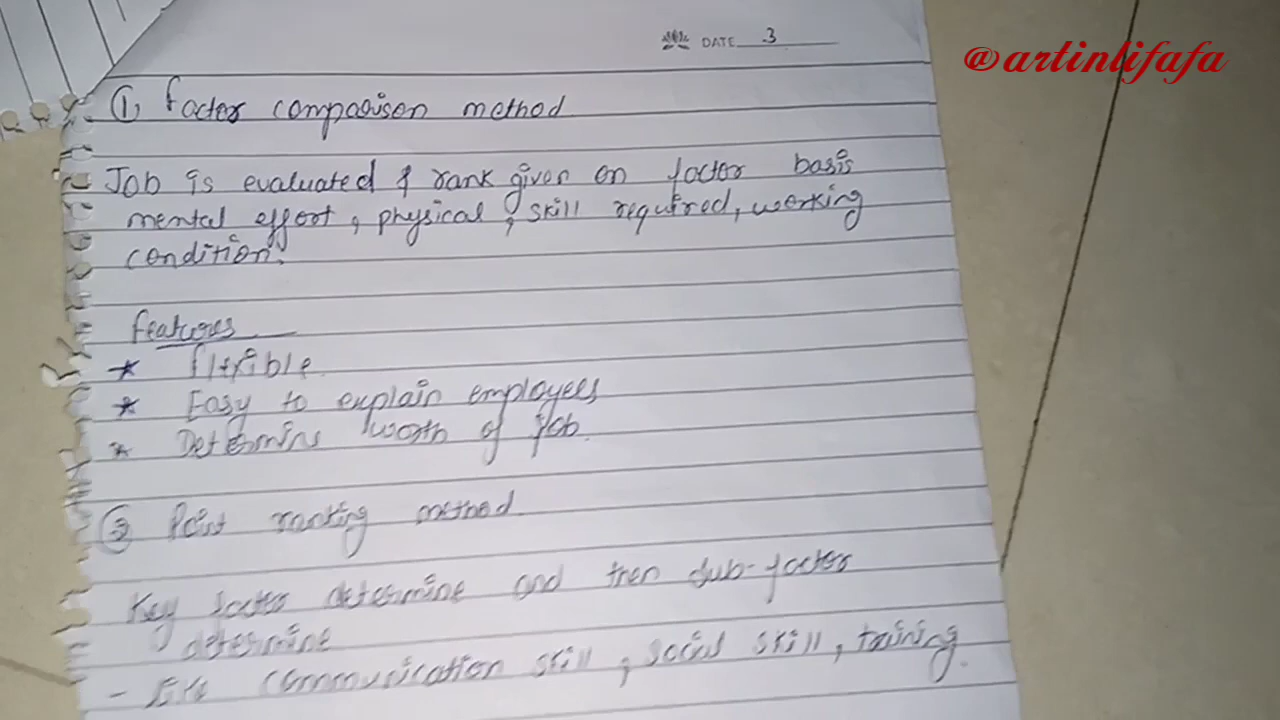 DATE 3
@artinlifafa
① Factor comparison method
Job is evaluated & rank given on factor basis
mental effort, physical, skill required, working
condition.
features
* flexible
* Easy to explain employees
* Determine worth of job.
② Point ranking method
Key factor determine and then sub-factor
determine
- communication skill, social skill, training.